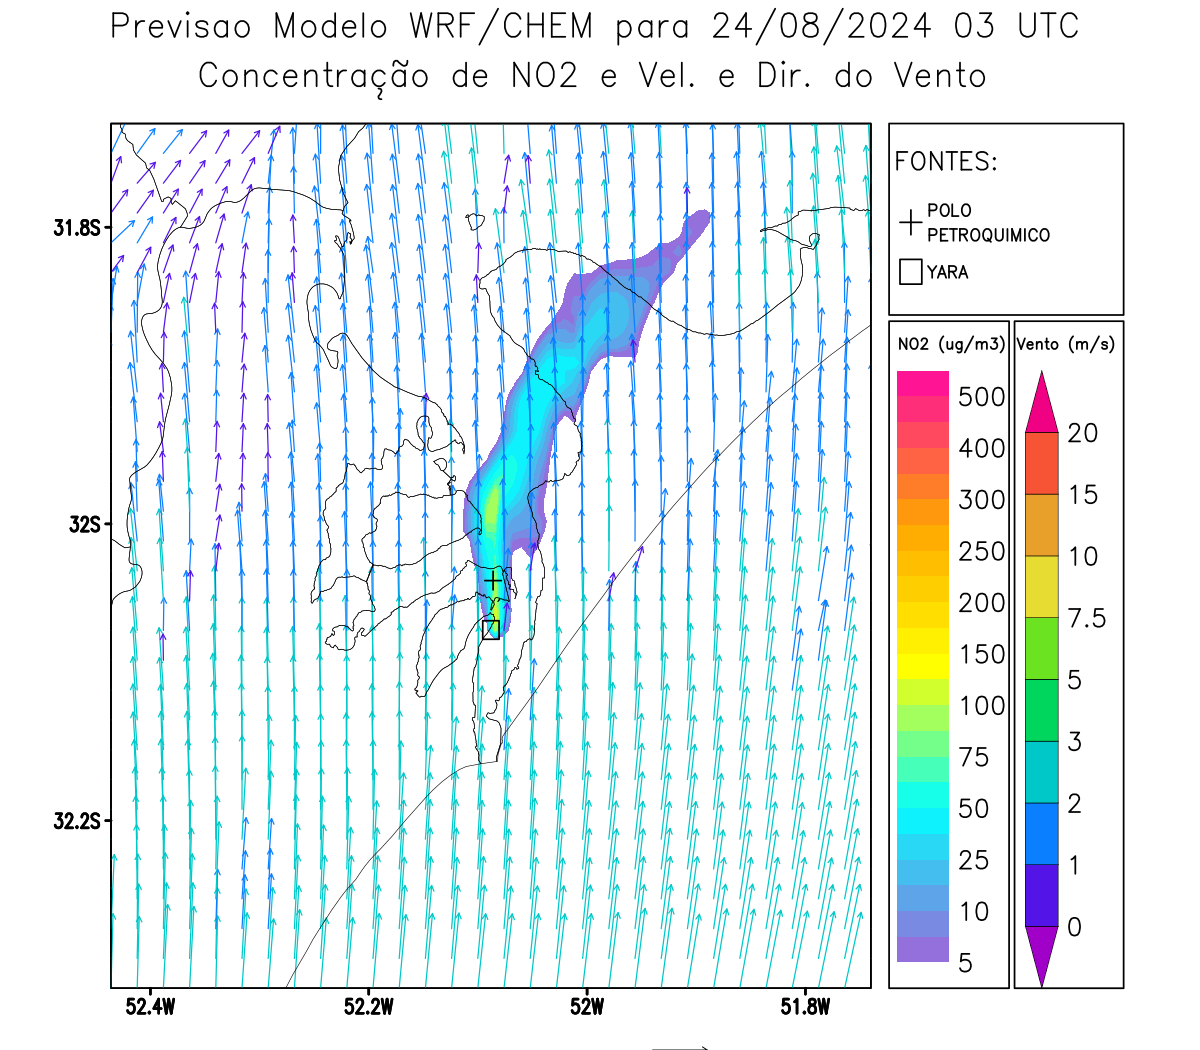 Previsao Modelo WRF/CHEM para 24/08/2024 03 UTC
Concentração de NO2 e Vel. e Dir. do Vento
FONTES:
POLO
PETROQUIMICO
YARA
31.8S
32S
32.2S
52.4W
52.2W
52W
51.8W
NO2 (ug/m3)
500
400
300
250
200
150
100
75
50
25
10
5
Vento (m/s)
20
15
10
7.5
5
3
2
1
0